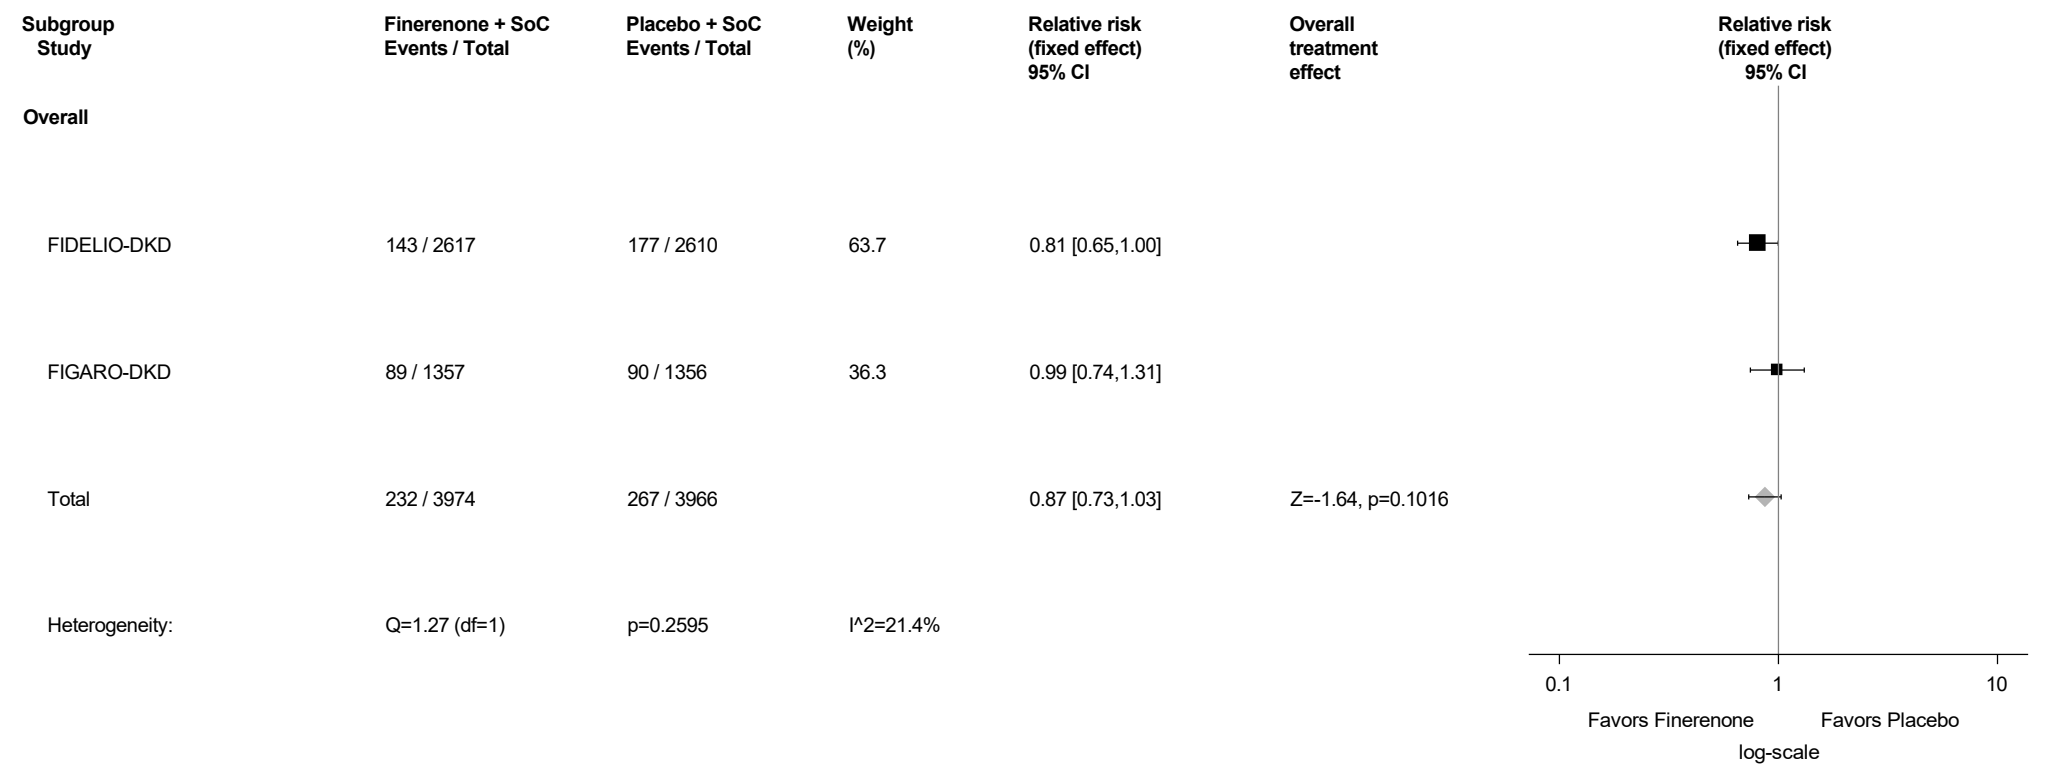 Subgroup Finerenone + SoC Placebo + SoC Weight Relative risk Overall Relative risk
Study Events / Total Events / Total (%) (fixed effect) treatment (fixed effect)
95% CI effect 95% CI
Overall
FIDELIO-DKD 143 / 2617 177 / 2610 63.7 0.81 [0.65,1.00]
FIGARO-DKD 89 / 1357 90 / 1356 36.3 0.99 [0.74,1.31]
Total 232 / 3974 267 / 3966 0.87 [0.73,1.03] Z=-1.64, p=0.1016
Heterogeneity: Q=1.27 (df=1) p=0.2595 I^2=21.4%
0.1 1 10
Favors Finerenone Favors Placebo
log-scale